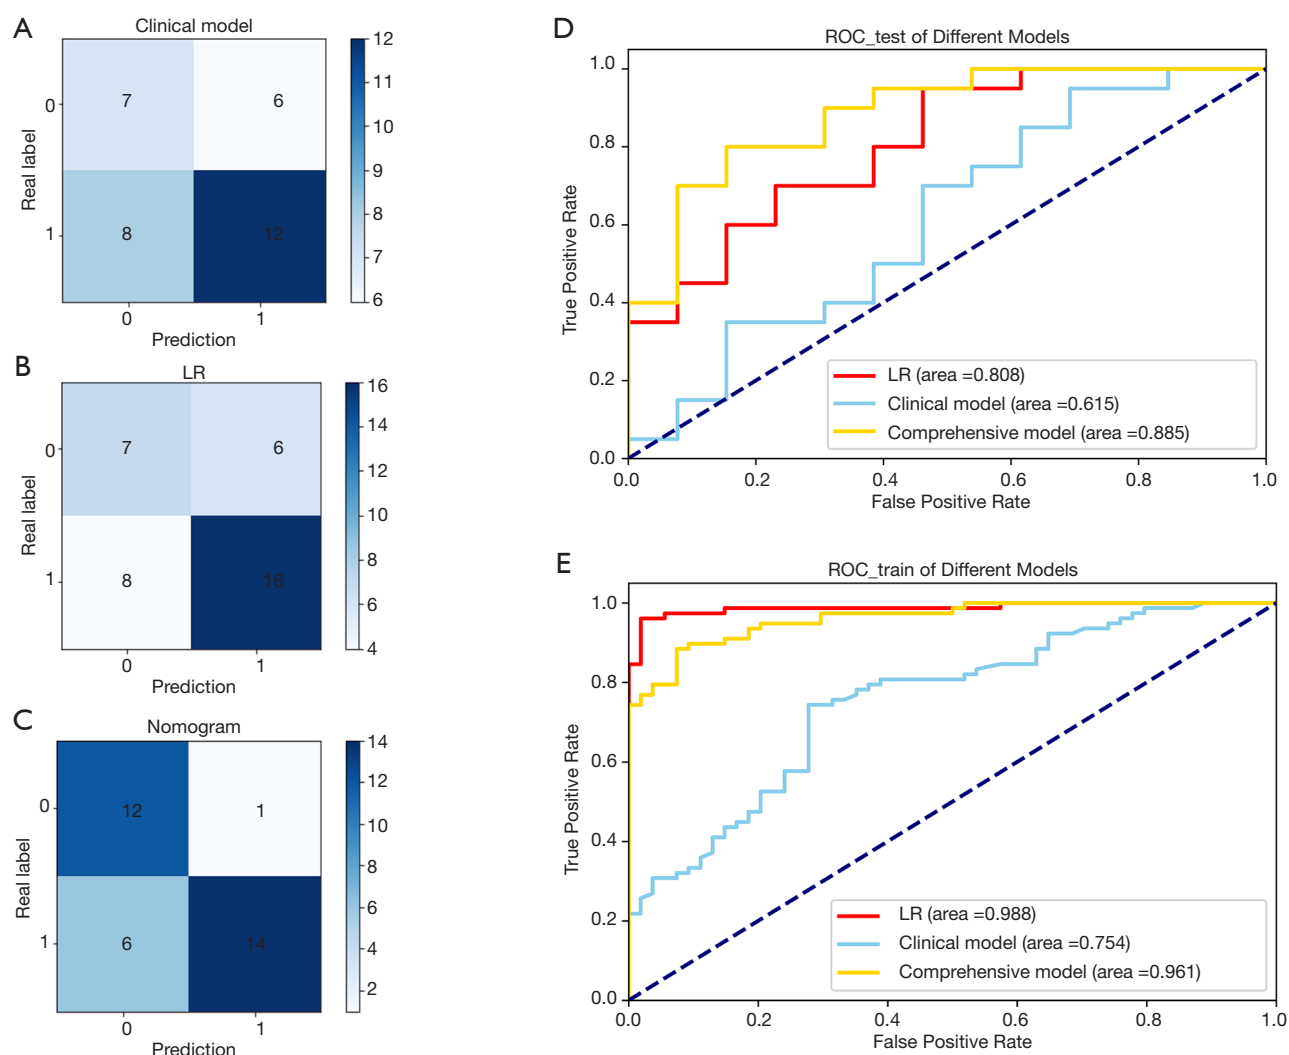 A
Clinical model
0
7
6
Real label
1
8
12
0
1
Prediction
12
11
10
9
8
7
6
B
LR
0
7
6
Real label
1
8
16
0
1
Prediction
16
14
12
10
8
6
4
C
Nomogram
0
12
1
Real label
1
6
14
0
1
Prediction
14
12
10
8
6
4
2
D
ROC_test of Different Models
1.0
0.8
0.6
0.4
0.2
0.0
True Positive Rate
LR (area =0.808)
Clinical model (area =0.615)
Comprehensive model (area =0.885)
0.0 0.2 0.4 0.6 0.8 1.0
False Positive Rate
E
ROC_train of Different Models
1.0
0.8
0.6
0.4
0.2
0.0
True Positive Rate
LR (area =0.988)
Clinical model (area =0.754)
Comprehensive model (area =0.961)
0.0 0.2 0.4 0.6 0.8 1.0
False Positive Rate